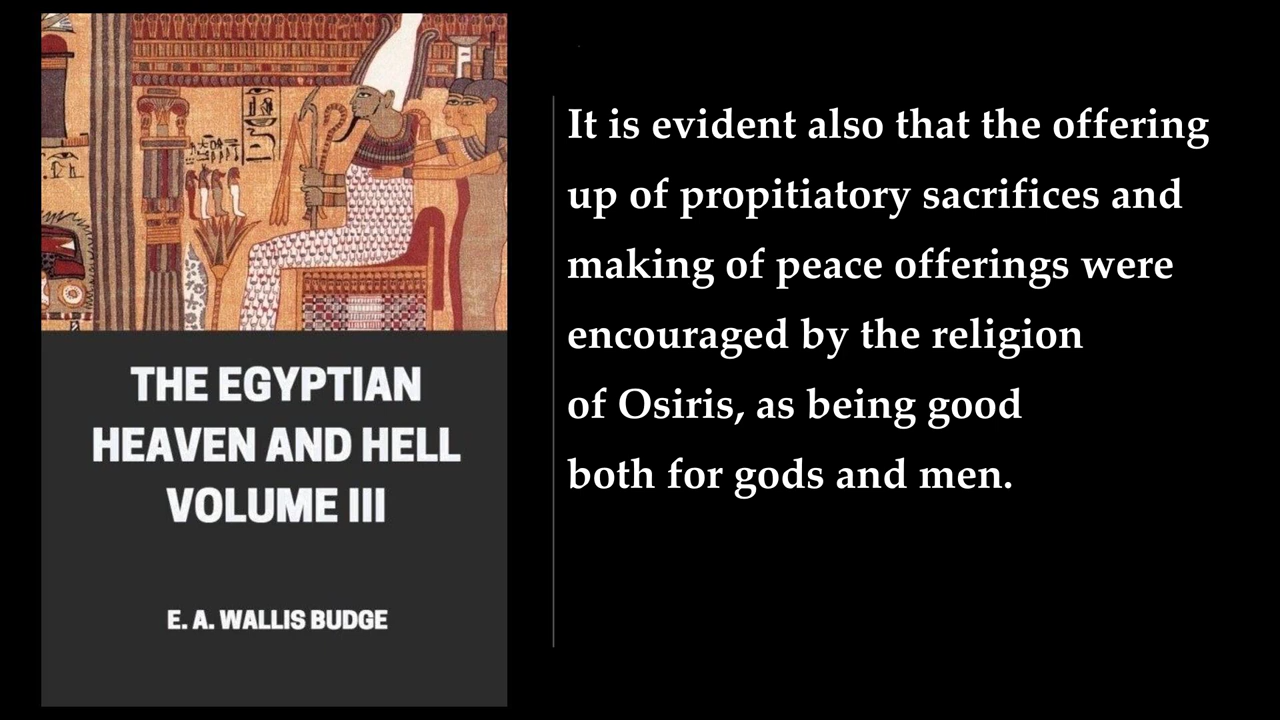 THE EGYPTIAN
HEAVEN AND HELL
VOLUME III
E. A. WALLIS BUDGE
It is evident also that the offering
up of propitiatory sacrifices and
making of peace offerings were
encouraged by the religion
of Osiris, as being good
both for gods and men.